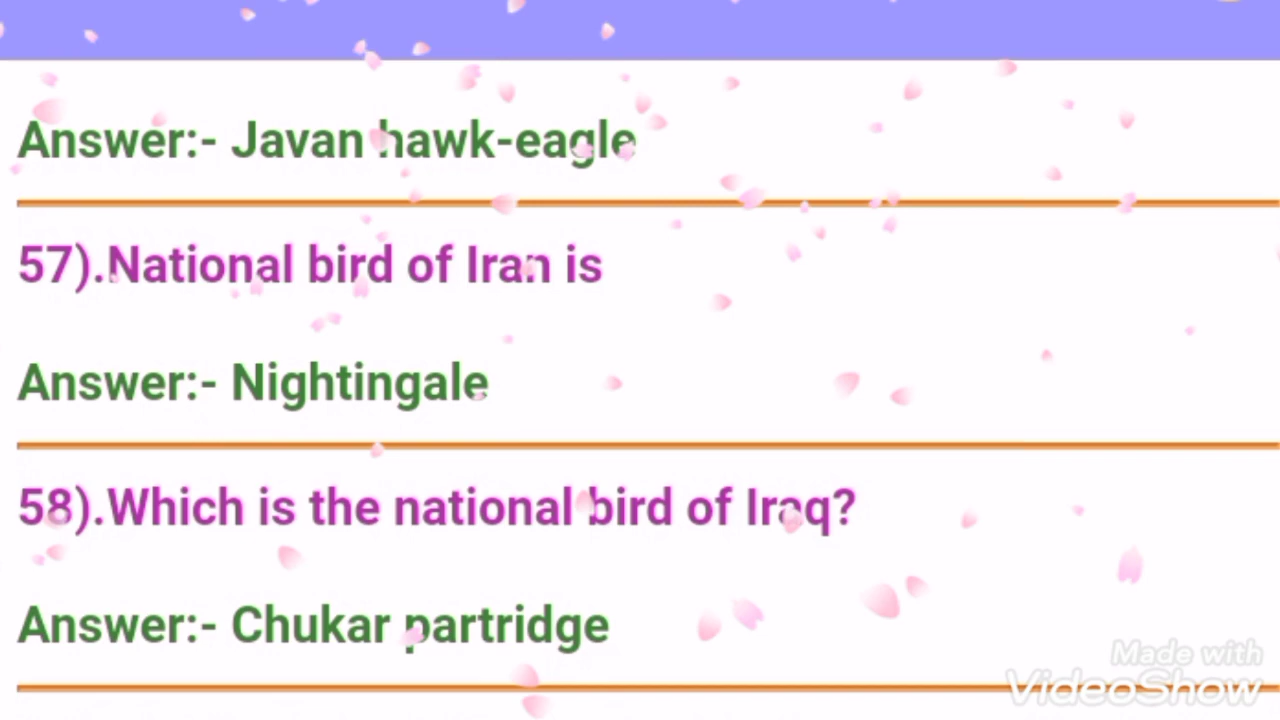 Answer:- Javan hawk-eagle
57).National bird of Iran is
Answer:- Nightingale
58).Which is the national bird of Iraq?
Answer:- Chukar partridge
Made with
VideoShow